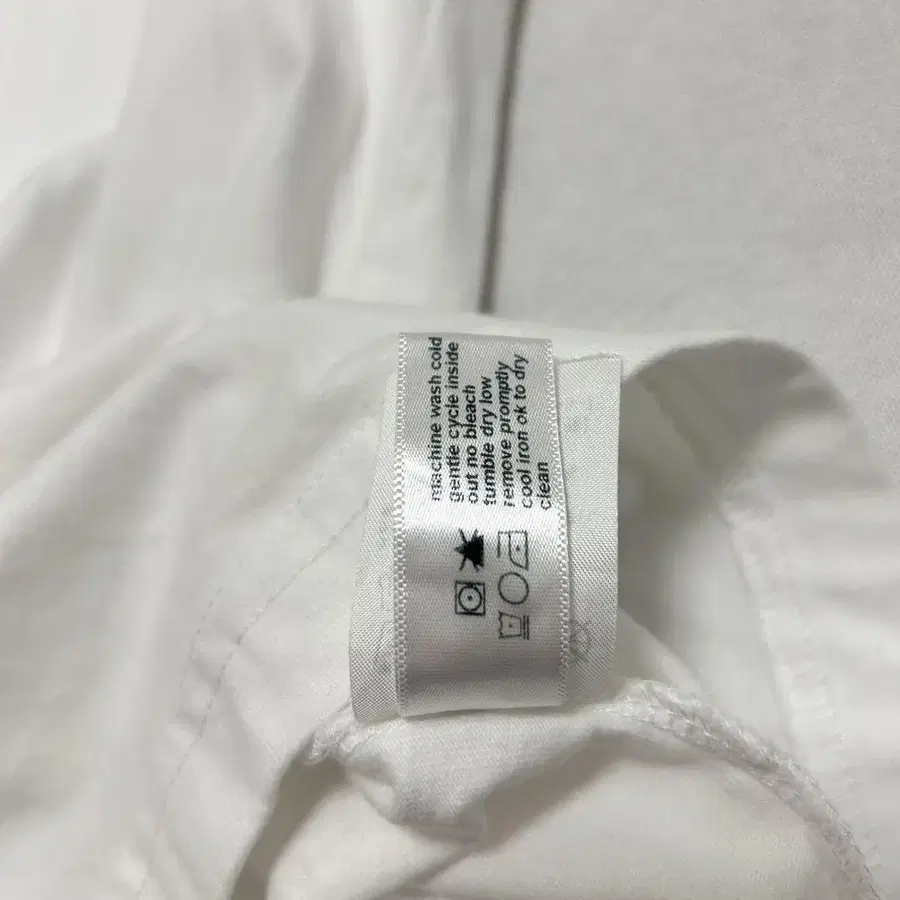 machine wash cold
gentle cycle inside
out no bleach
tumble dry low
remove promptly
cool iron ok to dry
clean